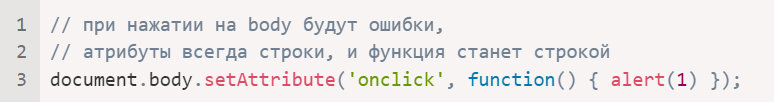 1 // при нажатии на body будут ошибки,
2 // атрибуты всегда строки, и функция станет строкой
3 document.body.setAttribute('onclick', function() { alert(1) });